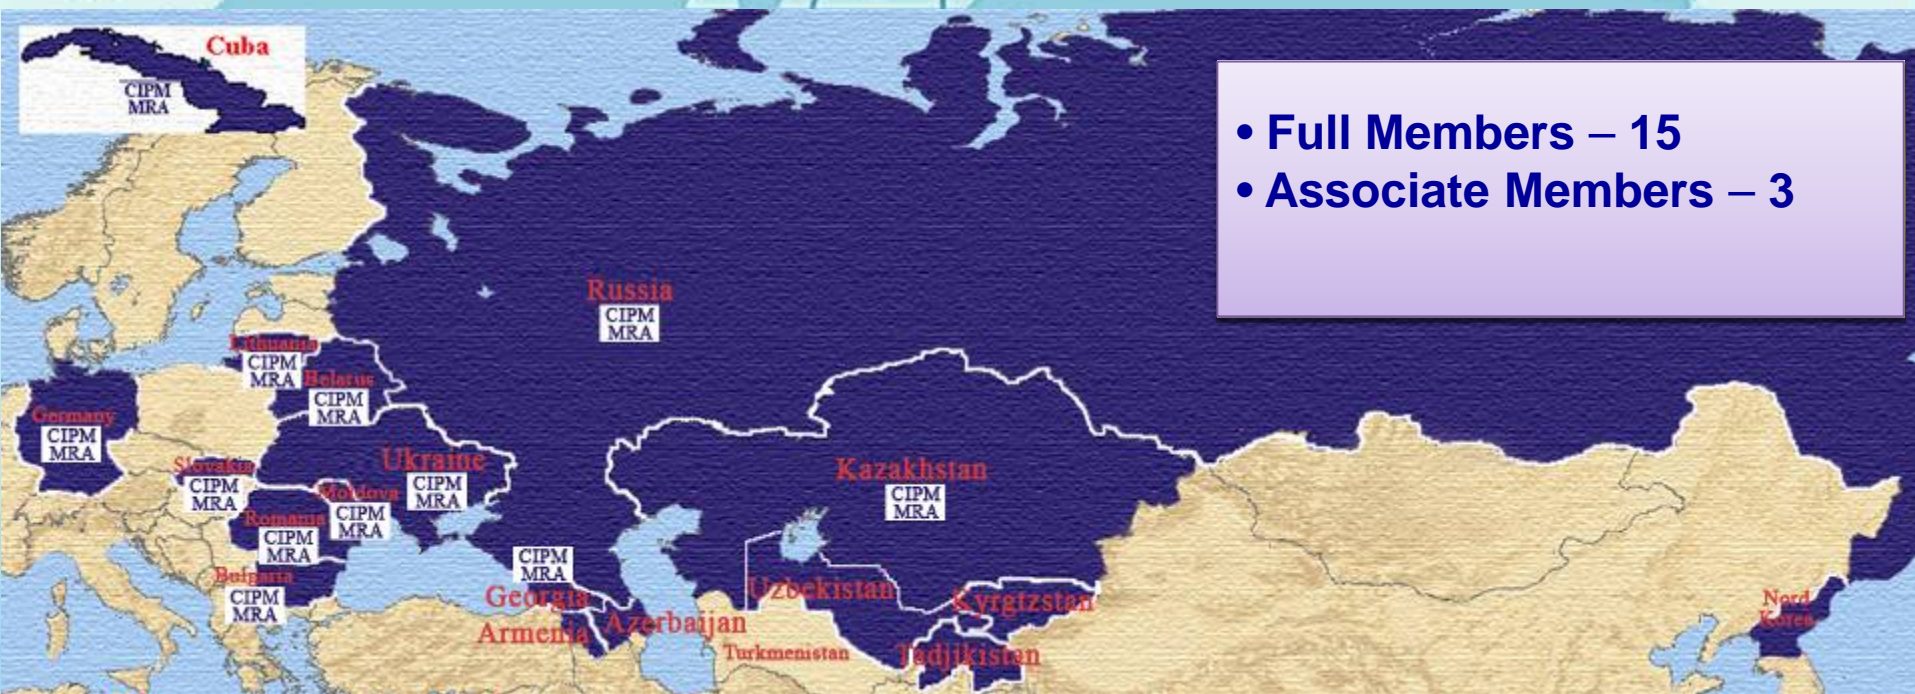 Cuba
CIPM
MRA
• Full Members – 15
• Associate Members – 3
Russia
CIPM
MRA
Lithuania
CIPM
MRA
Belarus
CIPM
MRA
Germany
CIPM
MRA
Ukraine
CIPM
MRA
Slovakia
CIPM
MRA
Moldova
CIPM
MRA
Romania
CIPM
MRA
Kazakhstan
CIPM
MRA
CIPM
MRA
Georgia
Bulgaria
CIPM
MRA
Armenia
Azerbaijan
Uzbekistan
Kyrgizstan
Turkmenistan
Tadjikistan
Nord
Korea